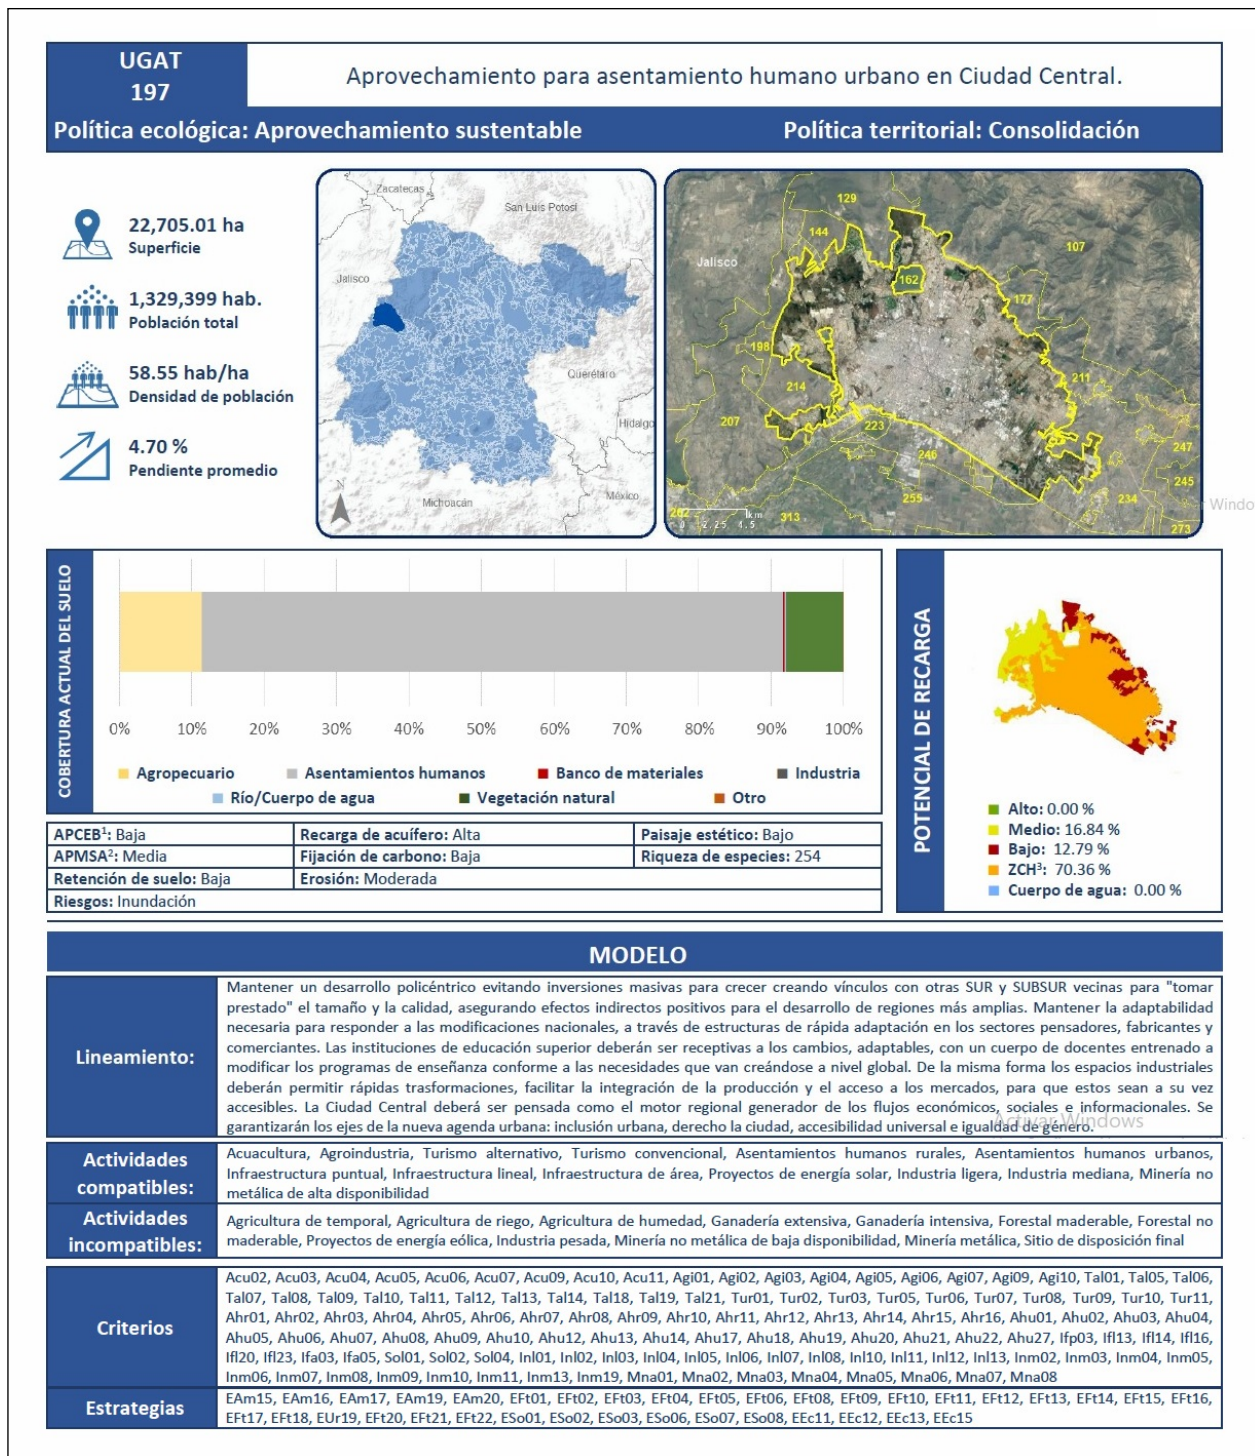 UGAT
197
Aprovechamiento para asentamiento humano urbano en Ciudad Central.
Política ecológica: Aprovechamiento sustentable
Política territorial: Consolidación
22,705.01 ha
Superficie
1,329,399 hab.
Población total
58.55 hab/ha
Densidad de población
4.70 %
Pendiente promedio
Zacatecas
San Luis Potosí
Jalisco
Querétaro
Hidalgo
México
Michoacán
N
129
144
107
Jalisco
162
177
198
211
214
207
223
247
246
245
255
234
262
313
273
km
0 2.25 4.5
Activar Windows
COBERTURA ACTUAL DEL SUELO
0% 10% 20% 30% 40% 50% 60% 70% 80% 90% 100%
Agropecuario Asentamientos humanos Banco de materiales Industria
Río/Cuerpo de agua Vegetación natural Otro
APCEB¹: Baja Recarga de acuífero: Alta Paisaje estético: Bajo
APMSA²: Media Fijación de carbono: Baja Riqueza de especies: 254
Retención de suelo: Baja Erosión: Moderada
Riesgos: Inundación
POTENCIAL DE RECARGA
Alto: 0.00 %
Medio: 16.84 %
Bajo: 12.79 %
ZCH³: 70.36 %
Cuerpo de agua: 0.00 %
MODELO
Lineamiento:
Mantener un desarrollo policéntrico evitando inversiones masivas para crecer creando vínculos con otras SUR y SUBSUR vecinas para "tomar
prestado" el tamaño y la calidad, asegurando efectos indirectos positivos para el desarrollo de regiones más amplias. Mantener la adaptabilidad
necesaria para responder a las modificaciones nacionales, a través de estructuras de rápida adaptación en los sectores pensadores, fabricantes y
comerciantes. Las instituciones de educación superior deberán ser receptivas a los cambios, adaptables, con un cuerpo de docentes entrenado a
modificar los programas de enseñanza conforme a las necesidades que van creándose a nivel global. De la misma forma los espacios industriales
deberán permitir rápidas trasformaciones, facilitar la integración de la producción y el acceso a los mercados, para que estos sean a su vez
accesibles. La Ciudad Central deberá ser pensada como el motor regional generador de los flujos económicos, sociales e informacionales. Se
garantizarán los ejes de la nueva agenda urbana: inclusión urbana, derecho la ciudad, accesibilidad universal e igualdad de género.
Activar Windows
Actividades
compatibles:
Acuacultura, Agroindustria, Turismo alternativo, Turismo convencional, Asentamientos humanos rurales, Asentamientos humanos urbanos,
Infraestructura puntual, Infraestructura lineal, Infraestructura de área, Proyectos de energía solar, Industria ligera, Industria mediana, Minería no
metálica de alta disponibilidad
Actividades
incompatibles:
Agricultura de temporal, Agricultura de riego, Agricultura de humedad, Ganadería extensiva, Ganadería intensiva, Forestal maderable, Forestal no
maderable, Proyectos de energía eólica, Industria pesada, Minería no metálica de baja disponibilidad, Minería metálica, Sitio de disposición final
Criterios
Acu02, Acu03, Acu04, Acu05, Acu06, Acu07, Acu09, Acu10, Acu11, Agi01, Agi02, Agi03, Agi04, Agi05, Agi06, Agi07, Agi09, Agi10, Tal01, Tal05, Tal06,
Tal07, Tal08, Tal09, Tal10, Tal11, Tal12, Tal13, Tal14, Tal18, Tal19, Tal21, Tur01, Tur02, Tur03, Tur05, Tur06, Tur07, Tur08, Tur09, Tur10, Tur11,
Ahr01, Ahr02, Ahr03, Ahr04, Ahr05, Ahr06, Ahr07, Ahr08, Ahr09, Ahr10, Ahr11, Ahr12, Ahr13, Ahr14, Ahr15, Ahr16, Ahu01, Ahu02, Ahu03, Ahu04,
Ahu05, Ahu06, Ahu07, Ahu08, Ahu09, Ahu10, Ahu12, Ahu13, Ahu14, Ahu17, Ahu18, Ahu19, Ahu20, Ahu21, Ahu22, Ahu27, Ifp03, Ifl13, Ifl14, Ifl16,
Ifl20, Ifl23, Ifa03, Ifa05, Sol01, Sol02, Sol04, Inl01, Inl02, Inl03, Inl04, Inl05, Inl06, Inl07, Inl08, Inl10, Inl11, Inl12, Inl13, Inm02, Inm03, Inm04, Inm05,
Inm06, Inm07, Inm08, Inm09, Inm10, Inm11, Inm13, Inm19, Mna01, Mna02, Mna03, Mna04, Mna05, Mna06, Mna07, Mna08
Estrategias
EAm15, EAm16, EAm17, EAm19, EAm20, EFt01, EFt02, EFt03, EFt04, EFt05, EFt06, EFt08, EFt09, EFt10, EFt11, EFt12, EFt13, EFt14, EFt15, EFt16,
EFt17, EFt18, EUr19, EFt20, EFt21, EFt22, ESo01, ESo02, ESo03, ESo06, ESo07, ESo08, EEc11, EEc12, EEc13, EEc15